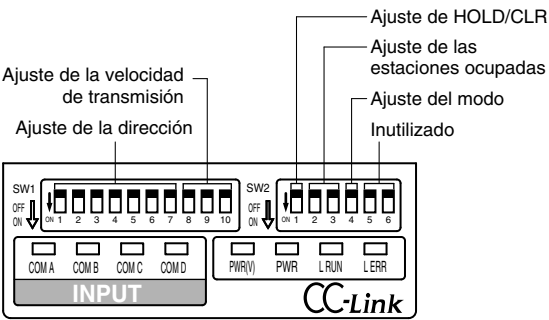 Ajuste de HOLD/CLR
Ajuste de las
estaciones ocupadas
Ajuste de la velocidad
de transmisión
Ajuste del modo
Ajuste de la dirección
Inutilizado
SW1
OFF
ON
ON
1 2 3 4 5 6 7 8 9 10
SW2
OFF
ON
ON
1 2 3 4 5 6
COM A COM B COM C COM D
PWR(V) PWR L RUN L ERR
INPUT
CC-Link